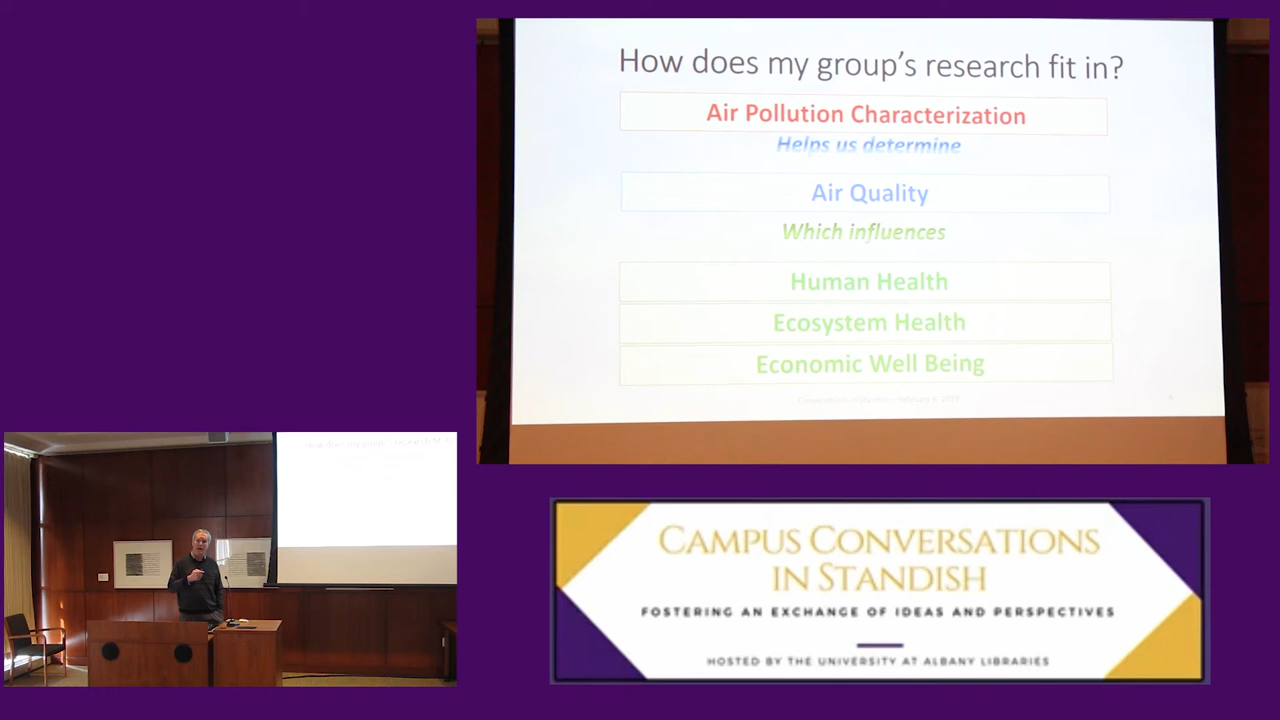 How does my group's research fit in?
Air Pollution Characterization
Helps us determine
Air Quality
Which influences
Human Health
Ecosystem Health
Economic Well Being
CAMPUS CONVERSATIONS
IN STANDISH
FOSTERING AN EXCHANGE OF IDEAS AND PERSPECTIVES
HOSTED BY THE UNIVERSITY AT ALBANY LIBRARIES